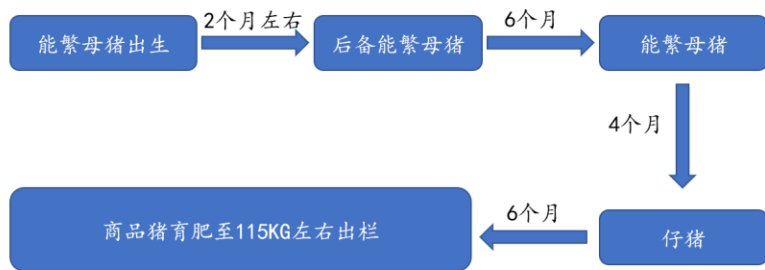 能繁母猪出生
2个月左右
后备能繁母猪
6个月
能繁母猪
4个月
仔猪
6个月
商品猪育肥至115KG左右出栏